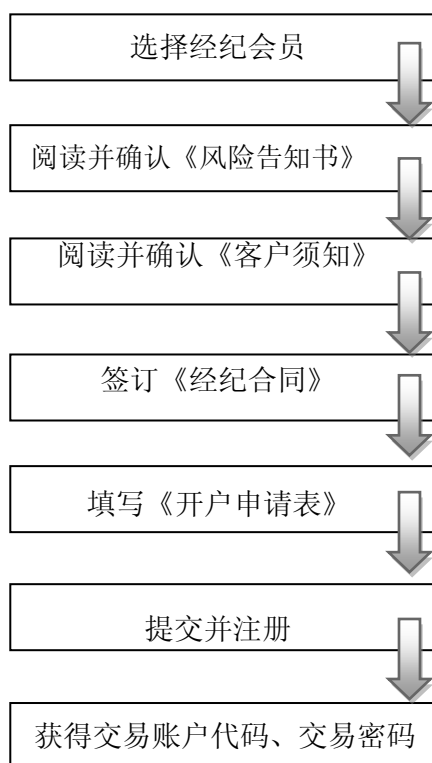 选择经纪会员
阅读并确认《风险告知书》
阅读并确认《客户须知》
签订《经纪合同》
填写《开户申请表》
提交并注册
获得交易账户代码、交易密码